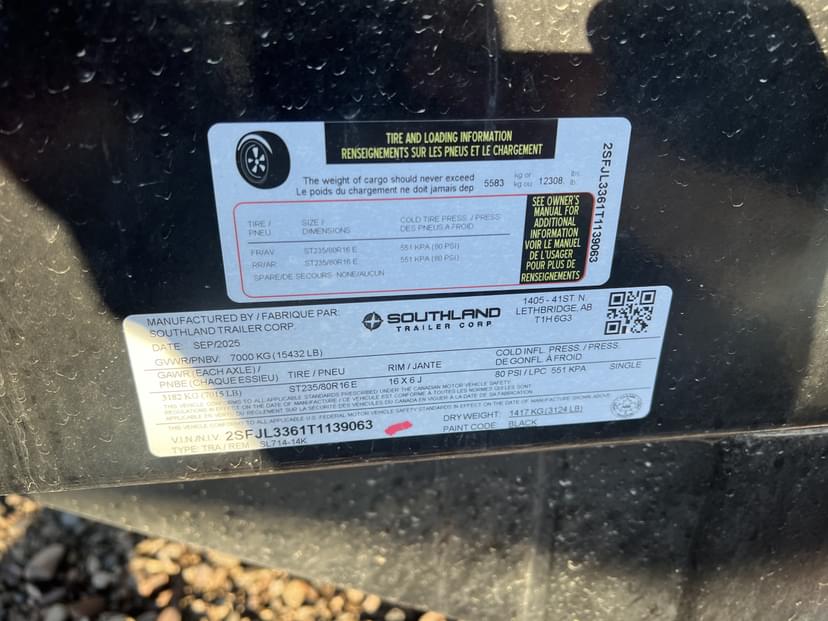 TIRE AND LOADING INFORMATION
RENSEIGNEMENTS SUR LES PNEUS ET LE CHARGEMENT
The weight of cargo should never exceed
Le poids du chargement ne doit jamais dep
5583 kg or 12308. lbs.
kg ou lb.
TIRE / SIZE / COLD TIRE PRESS. / PRESS
PNEU DIMENSIONS DES PNEUS A FROID
FR/AV: ST235/80R16 E 551 KPA (80 PSI)
RR/AR: ST235/80R16 E 551 KPA (80 PSI)
SPARE/DE SECOURS: NONE/AUCUN
SEE OWNER'S
MANUAL FOR
ADDITIONAL
INFORMATION
VOIR LE MANUEL
DE L'USAGER
POUR PLUS DE
RENSEIGNEMENTS
2SFJL3361T1139063
MANUFACTURED BY / FABRIQUE PAR:
SOUTHLAND TRAILER CORP.
SOUTHLAND
TRAILER CORP
1405 - 41ST. N.
LETHBRIDGE, AB
T1H 6G3
DATE: SEP/2025
GVWR/PNBV: 7000 KG (15432 LB)
GAWR (EACH AXLE) / TIRE / PNEU RIM / JANTE COLD INFL. PRESS. / PRESS.
PNBE (CHAQUE ESSIEU) DE GONFL. À FROID
3182 KG (7015 LB) ST235/80R16 E 16 X 6 J 80 PSI / LPC 551 KPA SINGLE
V.I.N./N.I.V. 2SFJL3361T1139063
TYPE: TRA / REM SL714-14K
DRY WEIGHT: 1417 KG (3124 LB)
PAINT CODE: BLACK